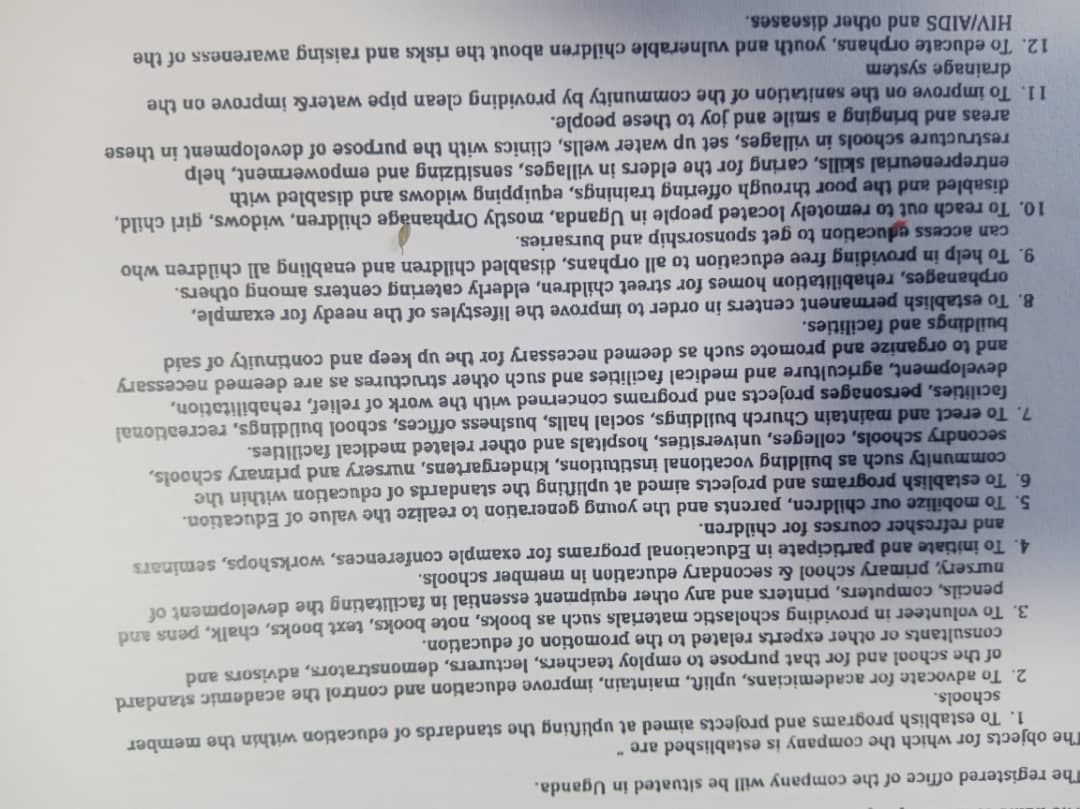 The registered office of the company will be situated in Uganda.
The objects for which the company is established are "
1. To establish programs and projects aimed at uplifting the standards of education within the member
schools.
2. To advocate for academicians, uplift, maintain, improve education and control the academic standard
of the school and for that purpose to employ teachers, lecturers, demonstrators, advisors and
consultants or other experts related to the promotion of education.
3. To volunteer in providing scholastic materials such as books, note books, text books, chalk, pens and
pencils, computers, printers and any other equipment essential in facilitating the development of
nursery, primary school & secondary education in member schools.
4. To initiate and participate in Educational programs for example conferences, workshops, seminars
and refresher courses for children.
5. To mobilize our children, parents and the young generation to realize the value of Education.
6. To establish programs and projects aimed at uplifting the standards of education within the
community such as building vocational institutions, kindergartens, nursery and primary schools,
secondry schools, colleges, universities, hospitals and other related medical facilities.
7. To erect and maintain Church buildings, social halls, business offices, school buildings, recreational
facilities, personages projects and programs concerned with the work of relief, rehabilitation,
development, agriculture and medical facilities and such other structures as are deemed necessary
and to organize and promote such as deemed necessary for the up keep and continuity of said
buildings and facilities.
8. To establish permanent centers in order to improve the lifestyles of the needy for example,
orphanages, rehabilitation homes for street children, elderly catering centers among others.
9. To help in providing free education to all orphans, disabled children and enabling all children who
can access education to get sponsorship and bursaries.
10. To reach out to remotely located people in Uganda, mostly Orphanage children, widows, girl child,
disabled and the poor through offering trainings, equipping widows and disabled with
entrepreneurial skills, caring for the elders in villages, sensitizing and empowerment, help
restructure schools in villages, set up water wells, clinics with the purpose of development in these
areas and bringing a smile and joy to these people.
11. To improve on the sanitation of the community by providing clean pipe water& improve on the
drainage system
12. To educate orphans, youth and vulnerable children about the risks and raising awareness of the
HIV/AIDS and other diseases.